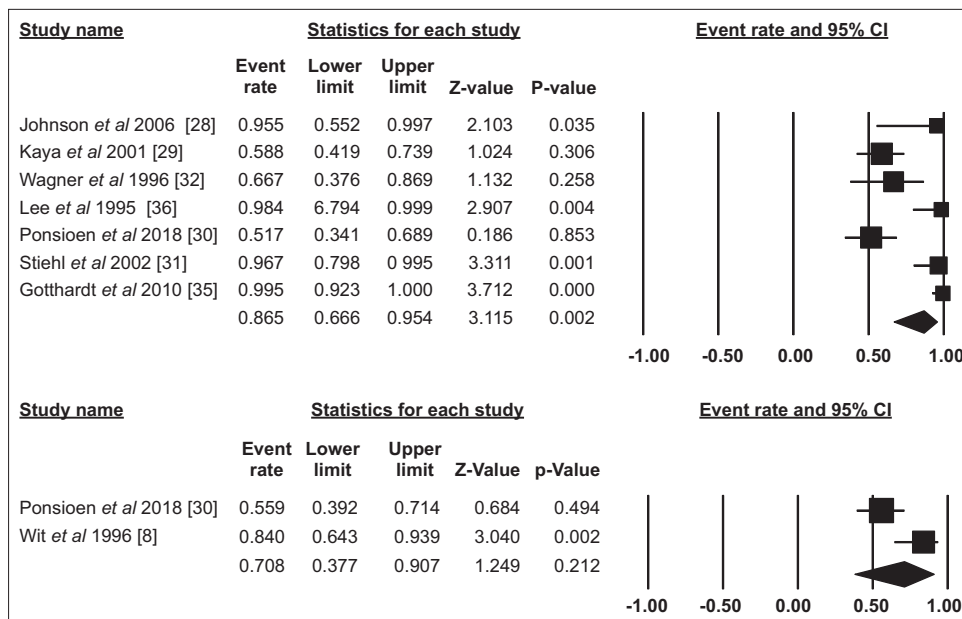 Study name Statistics for each study Event rate and 95% CI
Event Lower Upper
rate limit limit Z-value P-value
Johnson et al 2006 [28] 0.955 0.552 0.997 2.103 0.035
Kaya et al 2001 [29] 0.588 0.419 0.739 1.024 0.306
Wagner et al 1996 [32] 0.667 0.376 0.869 1.132 0.258
Lee et al 1995 [36] 0.984 6.794 0.999 2.907 0.004
Ponsioen et al 2018 [30] 0.517 0.341 0.689 0.186 0.853
Stiehl et al 2002 [31] 0.967 0.798 0.995 3.311 0.001
Gotthardt et al 2010 [35] 0.995 0.923 1.000 3.712 0.000
0.865 0.666 0.954 3.115 0.002
-1.00 -0.50 0.00 0.50 1.00
Study name Statistics for each study Event rate and 95% CI
Event Lower Upper
rate limit limit Z-Value p-Value
Ponsioen et al 2018 [30] 0.559 0.392 0.714 0.684 0.494
Wit et al 1996 [8] 0.840 0.643 0.939 3.040 0.002
0.708 0.377 0.907 1.249 0.212
-1.00 -0.50 0.00 0.50 1.00